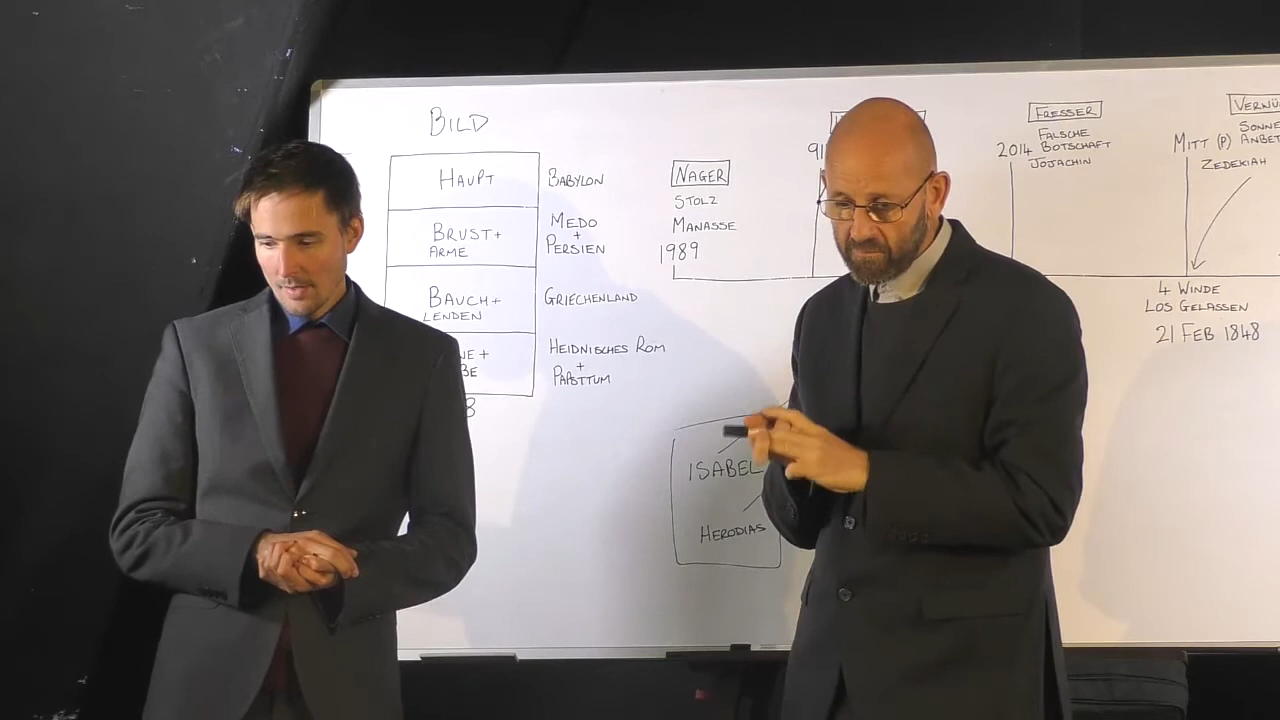 BILD
HAUPT
BABYLON
BRUST +
ARME
MEDO
+
PERSIEN
BAUCH +
LENDEN
GRIECHENLAND
HEIDNISCHES ROM
+
PAPSTTUM
NAGER
STOLZ
MANASSE
1989
FRESSER
2014
FALSCHE
BOTSCHAFT
JOJACHIN
MITT (P)
ZEDEKIAH
4 WINDE
LOS GELASSEN
21 FEB 1848
ISABEL
HERODIAS